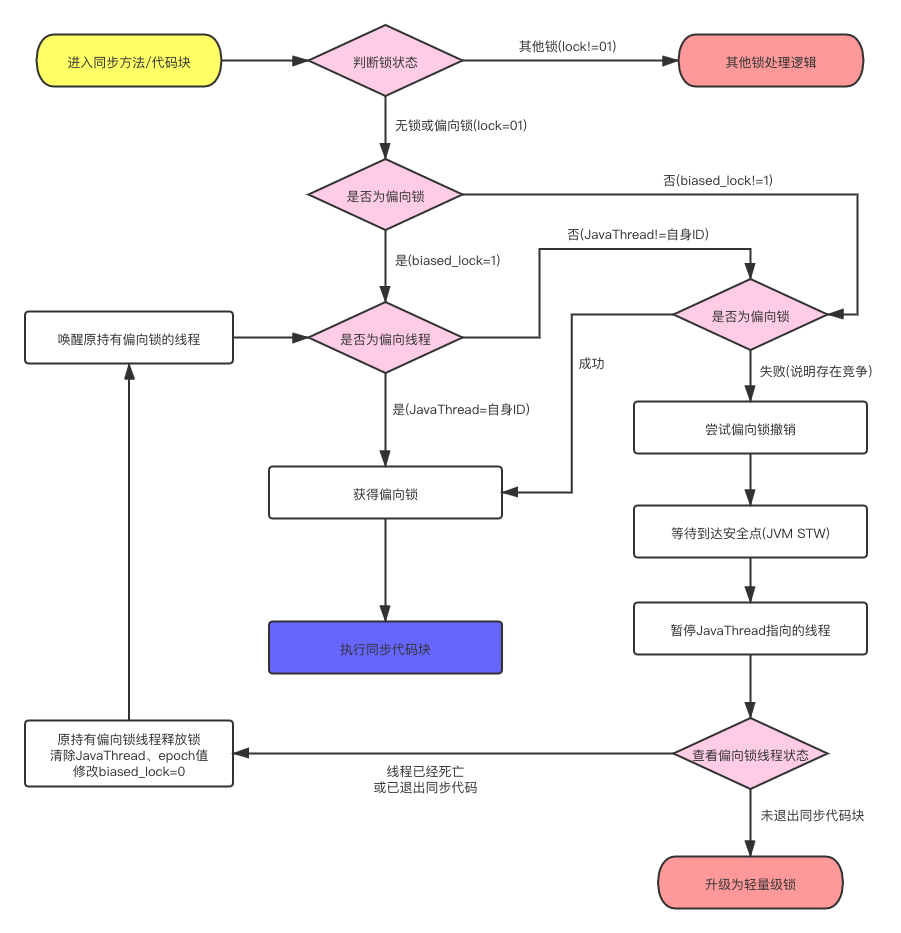 进入同步方法/代码块
判断锁状态
其他锁(lock!=01)
其他锁处理逻辑
无锁或偏向锁(lock=01)
是否为偏向锁
否(biased_lock!=1)
是(biased_lock=1)
否(JavaThread!=自身ID)
唤醒原持有偏向锁的线程
是否为偏向线程
是否为偏向锁
成功
失败(说明存在竞争)
是(JavaThread=自身ID)
尝试偏向锁撤销
获得偏向锁
等待到达安全点(JVM STW)
执行同步代码块
暂停JavaThread指向的线程
原持有偏向锁线程释放锁
清除JavaThread、epoch值
修改biased_lock=0
查看偏向锁线程状态
线程已经死亡
或已退出同步代码
未退出同步代码块
升级为轻量级锁